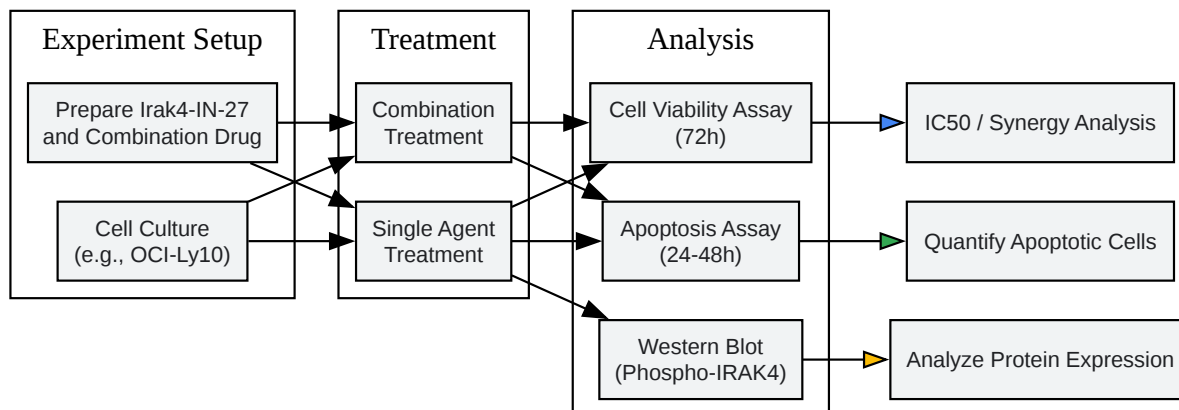 Experiment Setup
Treatment
Analysis
Prepare Irak4-IN-27
and Combination Drug
Combination
Treatment
Cell Viability Assay
(72h)
IC50 / Synergy Analysis
Cell Culture
(e.g., OCI-Ly10)
Single Agent
Treatment
Apoptosis Assay
(24-48h)
Quantify Apoptotic Cells
Western Blot
(Phospho-IRAK4)
Analyze Protein Expression